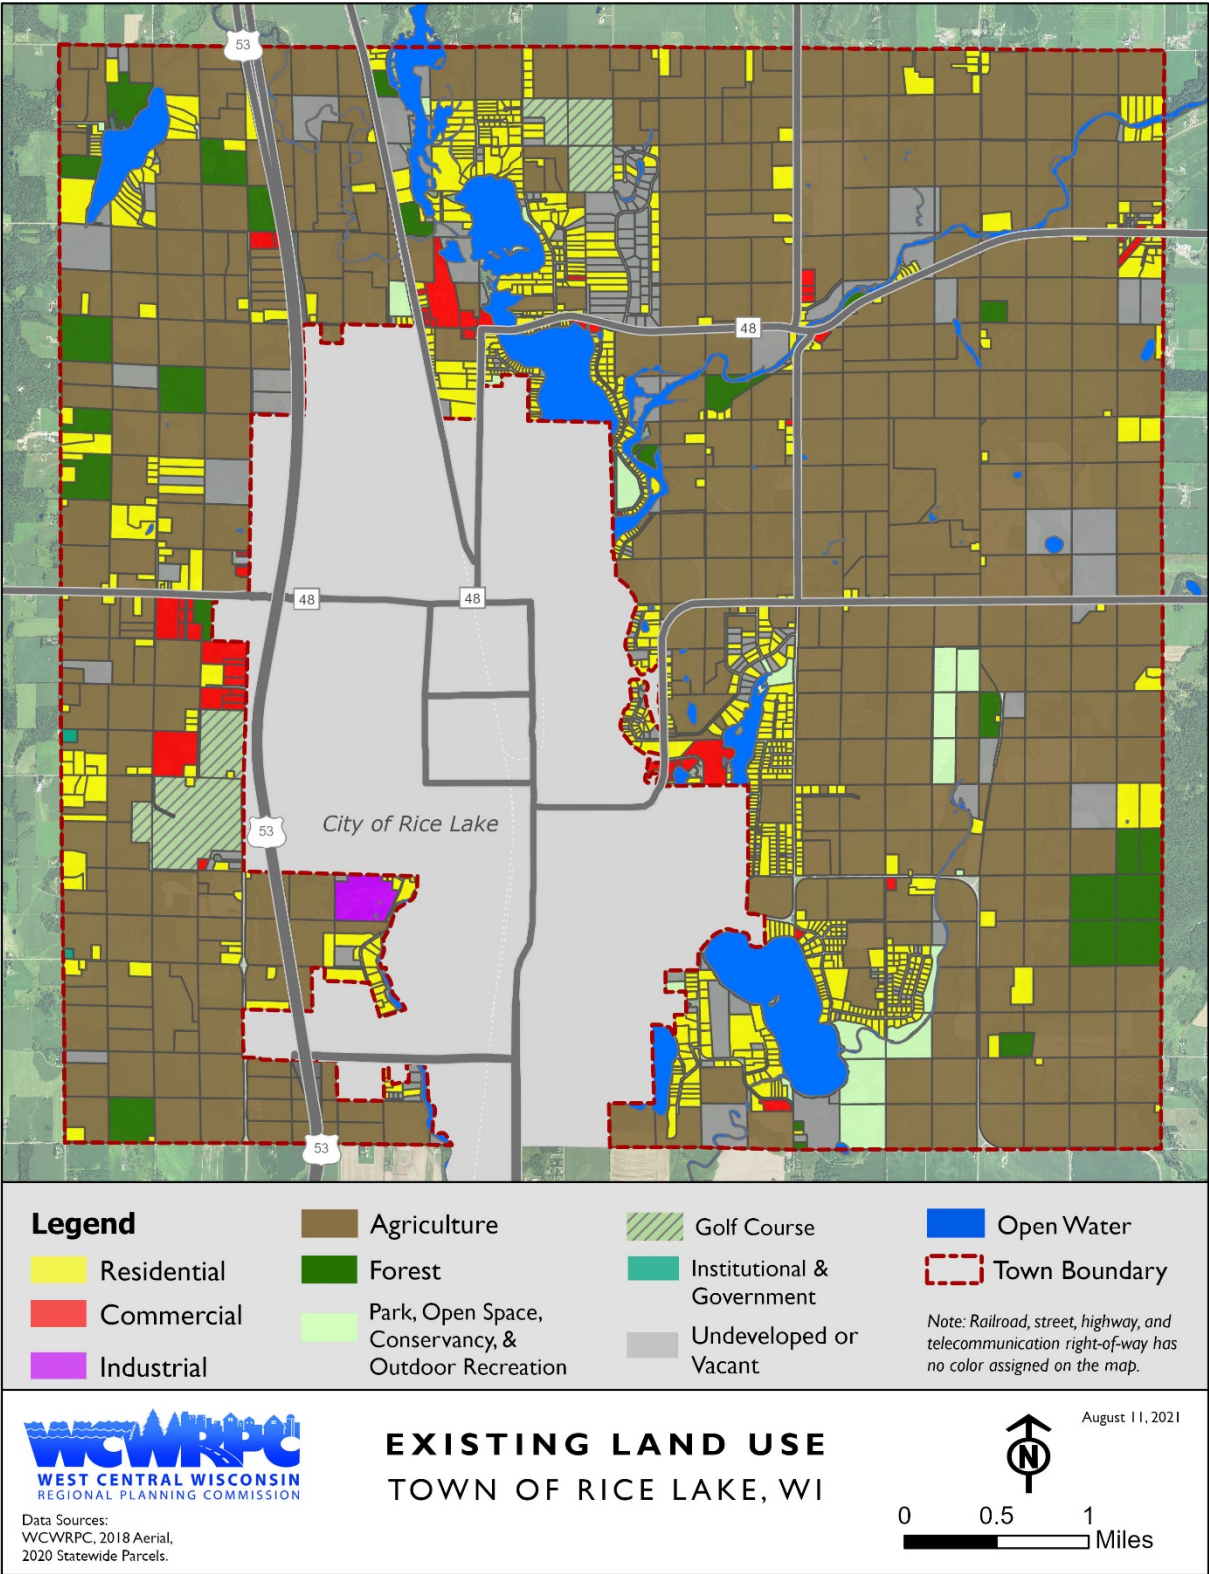 53
48
48
48
City of Rice Lake
53
53
Legend
Residential
Commercial
Industrial
Agriculture
Forest
Park, Open Space,
Conservancy, &
Outdoor Recreation
Golf Course
Institutional &
Government
Undeveloped or
Vacant
Open Water
Town Boundary
Note: Railroad, street, highway, and
telecommunication right-of-way has
no color assigned on the map.
WCWRPC
WEST CENTRAL WISCONSIN
REGIONAL PLANNING COMMISSION
Data Sources:
WCWRPC, 2018 Aerial,
2020 Statewide Parcels.
EXISTING LAND USE
TOWN OF RICE LAKE, WI
August 11, 2021
N
0 0.5 1
Miles